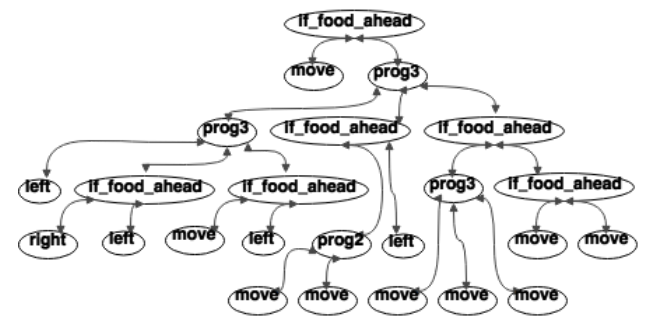 if_food_ahead
move prog3
prog3 if_food_ahead if_food_ahead
left if_food_ahead if_food_ahead prog3 if_food_ahead
right left move left prog2 left move move
move move move move move